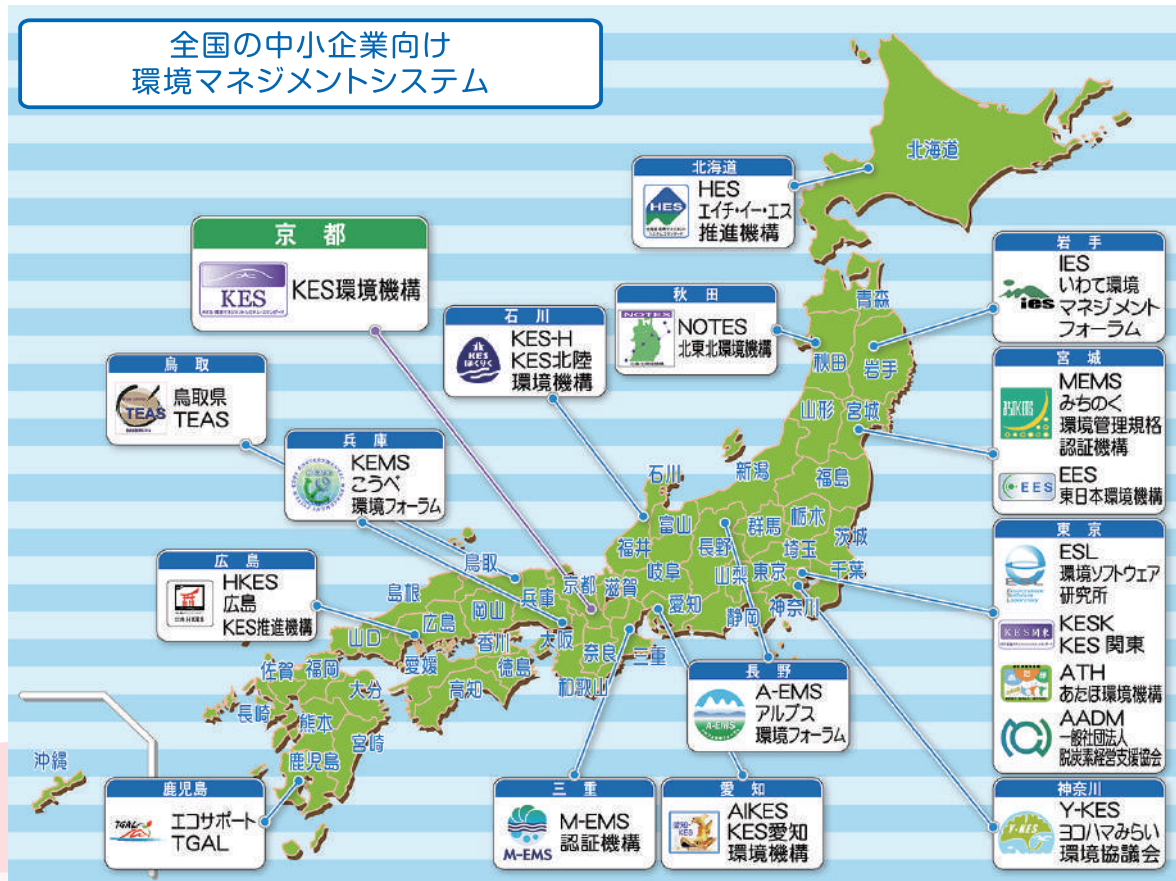 全国の中小企業向け
環境マネジメントシステム
北海道
北海道
HES
HES
エイチ・イー・エス
推進機構
京都
KES
KES環境機構
石川
KES
KES-H
KES北陸
環境機構
秋田
NOTES
NOTES
北東北環境機構
岩手
ies
IES
いわて環境
マネジメント
フォーラム
宮城
MEMS
みちのく
環境管理規格
認証機構
EES
EES
東日本環境機構
鳥取
TEAS
鳥取県
TEAS
兵庫
KEMS
こうべ
環境フォーラム
広島
HKES
広島
KES推進機構
東京
ESL
環境ソフトウェア
研究所
KES関東
KESK
KES関東
ATH
あたほ環境機構
AADM
一般社団法人
脱炭素経営支援協会
長野
A-EMS
A-EMS
アルプス
環境フォーラム
鹿児島
TGAL
エコサポート
TGAL
三重
M-EMS
M-EMS
認証機構
愛知
AIKES
KES愛知
環境機構
神奈川
Y-KES
Y-KES
ヨコハマみらい
環境協議会
青森
秋田
岩手
山形
宮城
福島
新潟
石川
富山
福井
長野
群馬
栃木
茨城
埼玉
千葉
東京
山梨
神奈川
静岡
岐阜
愛知
滋賀
京都
兵庫
鳥取
島根
岡山
広島
山口
大阪
奈良
三重
和歌山
香川
徳島
愛媛
高知
福岡
佐賀
長崎
大分
熊本
宮崎
鹿児島
沖縄